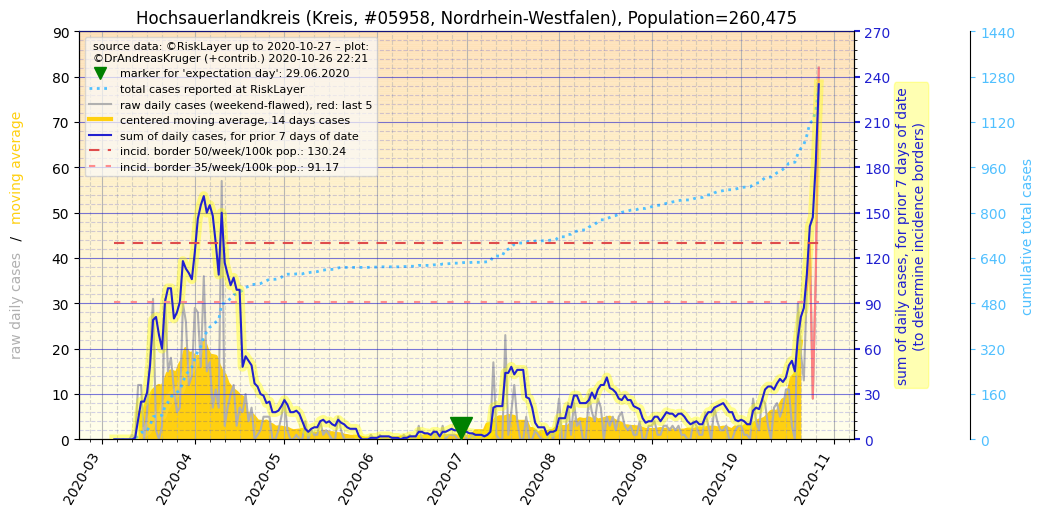 Hochsauerlandkreis (Kreis, #05958, Nordrhein-Westfalen), Population=260,475
source data: ©RiskLayer up to 2020-10-27 – plot:
©DrAndreasKruger (+contrib.) 2020-10-26 22:21
marker for 'expectation day': 29.06.2020
total cases reported at RiskLayer
raw daily cases (weekend-flawed), red: last 5
centered moving average, 14 days cases
sum of daily cases, for prior 7 days of date
incid. border 50/week/100k pop.: 130.24
incid. border 35/week/100k pop.: 91.17
raw daily cases / moving average
90
80
70
60
50
40
30
20
10
0
2020-03
2020-04
2020-05
2020-06
2020-07
2020-08
2020-09
2020-10
2020-11
270
240
210
180
150
120
90
60
30
0
sum of daily cases, for prior 7 days of date
(to determine incidence borders)
1440
1280
1120
960
800
640
480
320
160
0
cumulative total cases